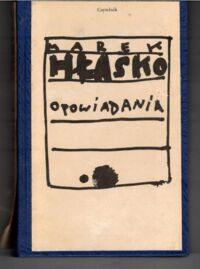 Czytelnik
MAREK
HŁASKO
OPOWIADANIA